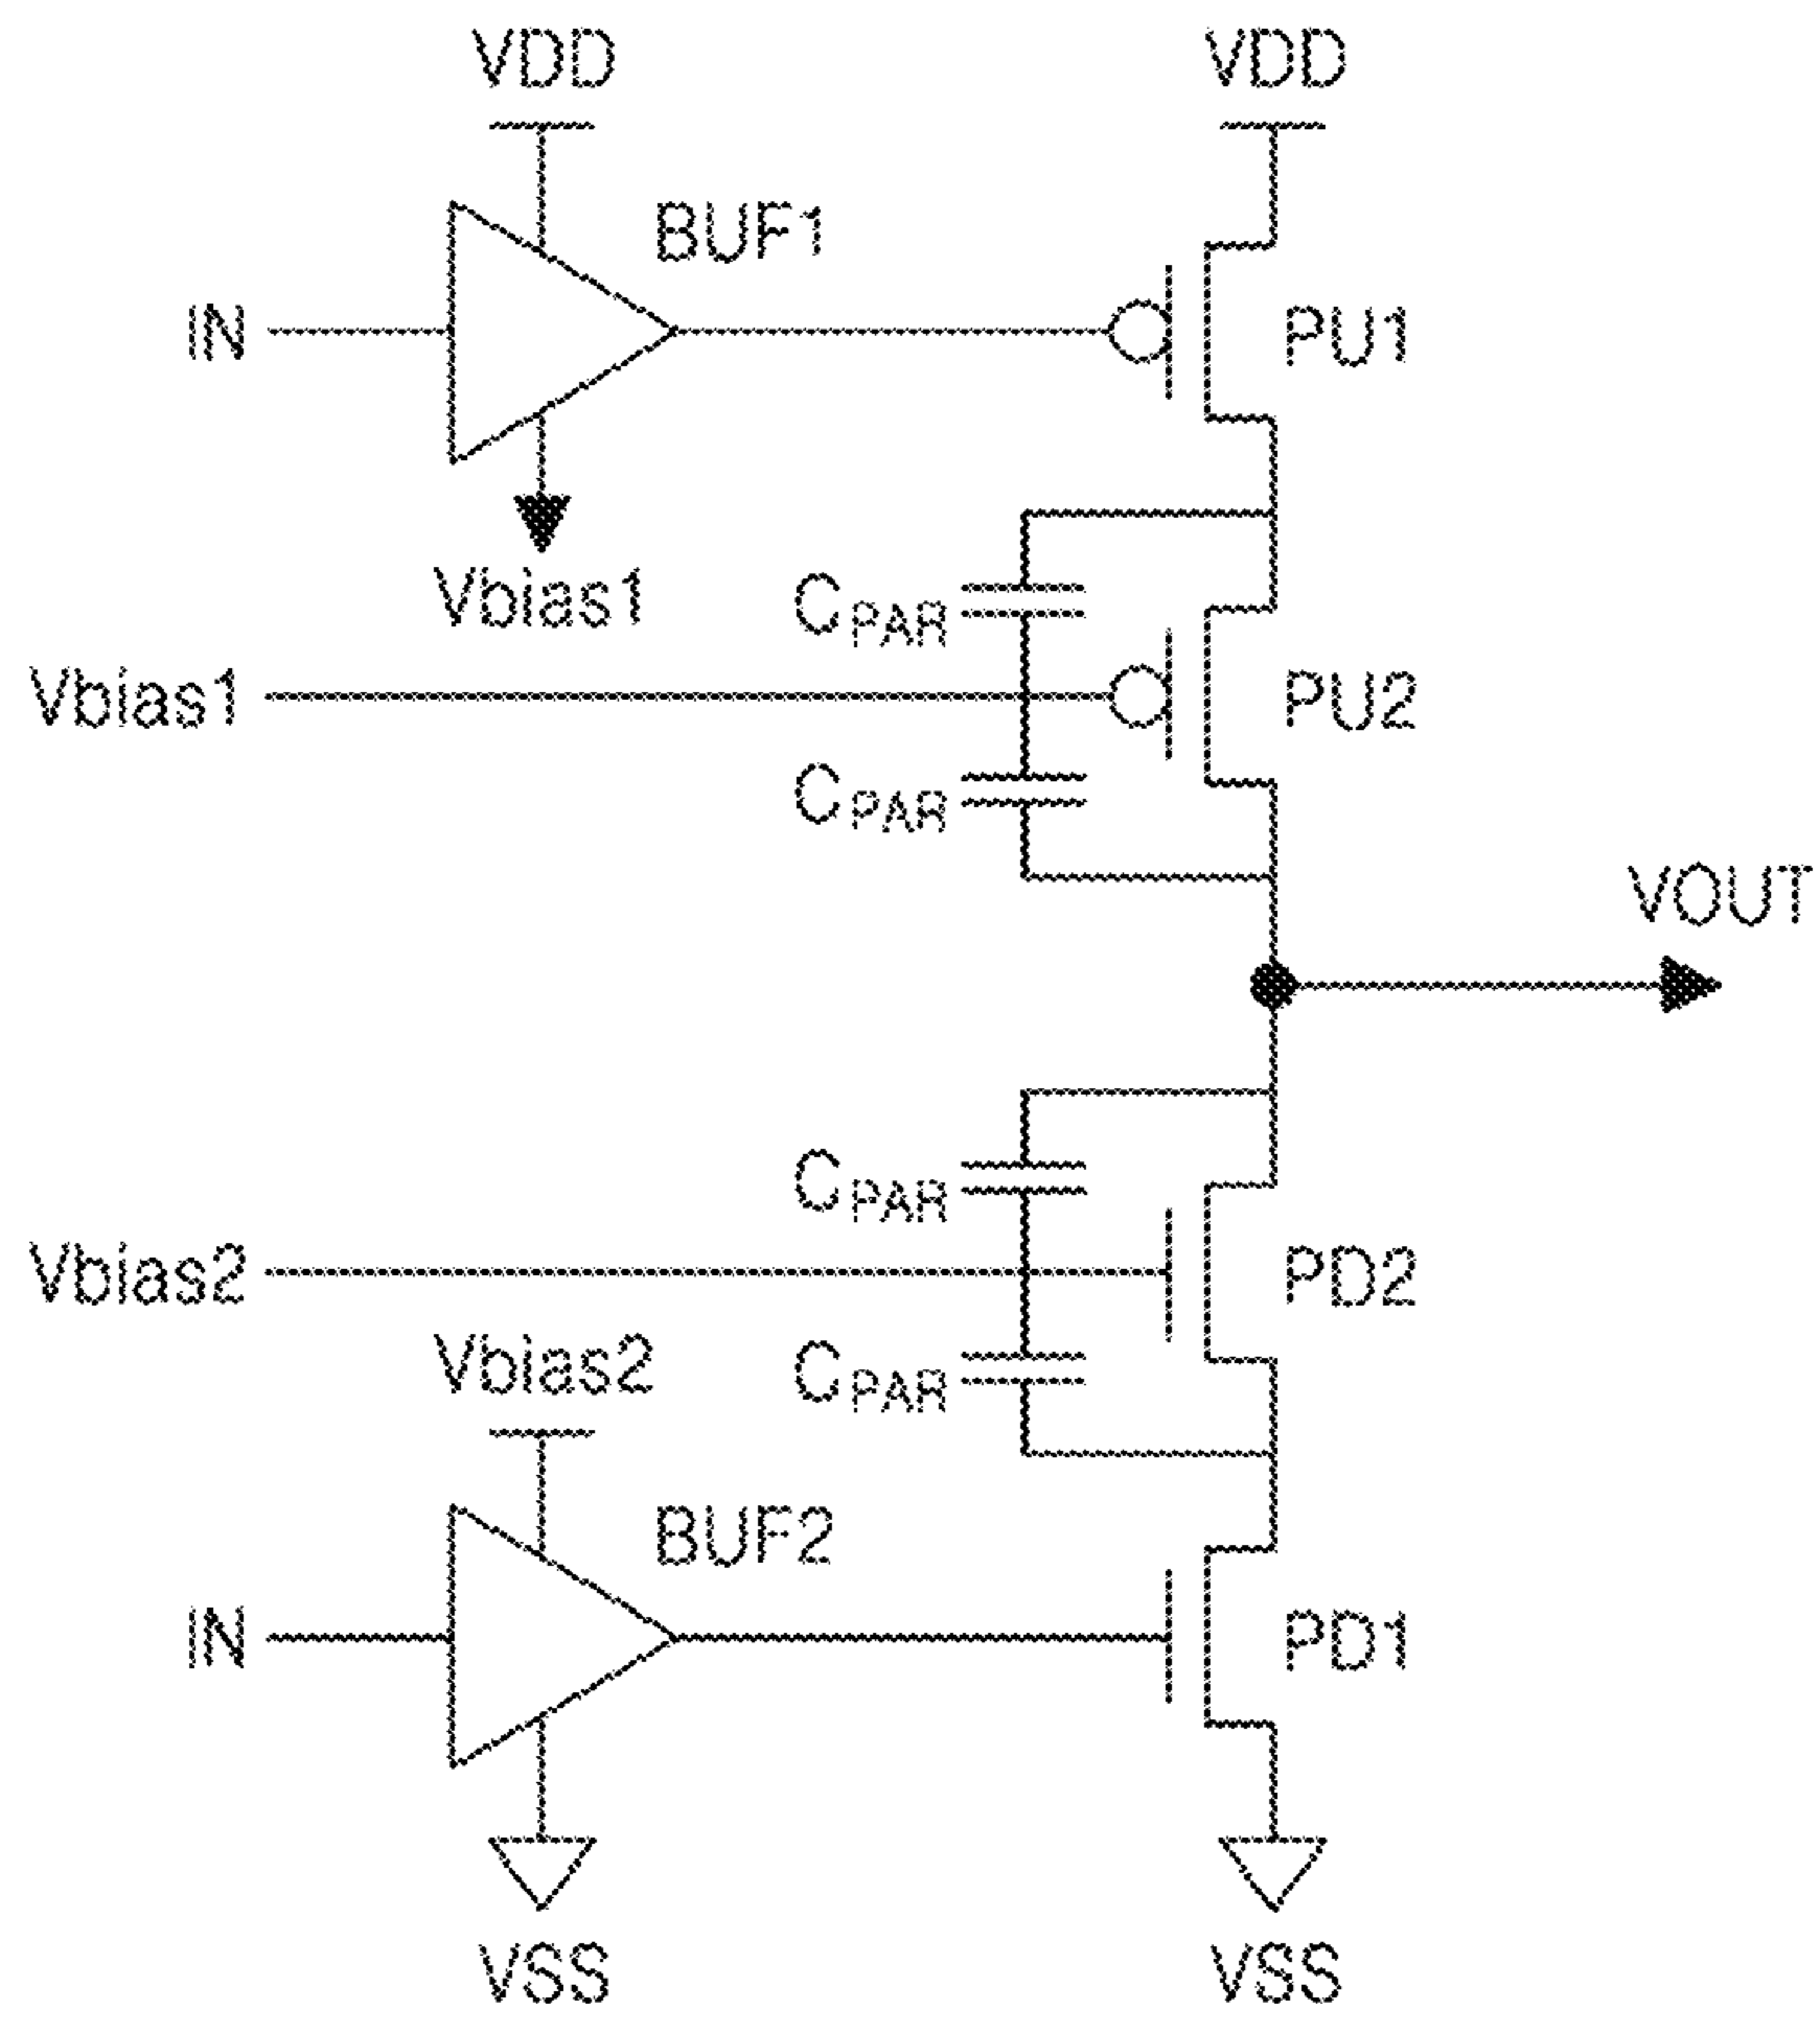 VDD
VDD
BUF1
IN
PU1
Vbias1
CPAR
Vbias1
PU2
CPAR
VOUT
CPAR
Vbias2
PD2
Vbias2
CPAR
BUF2
IN
PD1
VSS
VSS